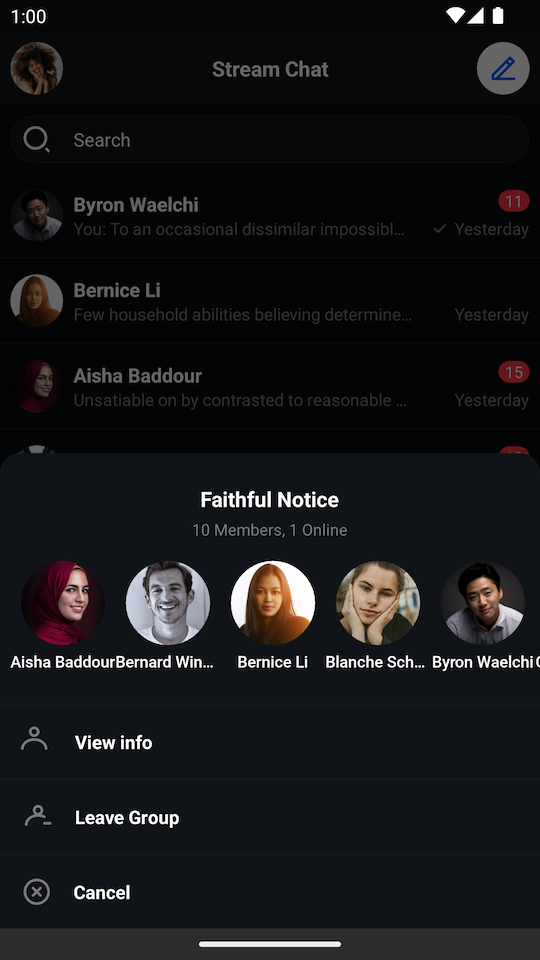 1:00
Stream Chat
Search
Byron Waelchi
11
You: To an occasional dissimilar impossibl...
Yesterday
Bernice Li
Few household abilities believing determine...
Yesterday
Aisha Baddour
15
Unsatiable on by contrasted to reasonable ...
Yesterday
Faithful Notice
10 Members, 1 Online
Aisha Baddour
Bernard Win...
Bernice Li
Blanche Sch...
Byron Waelchi
View info
Leave Group
Cancel